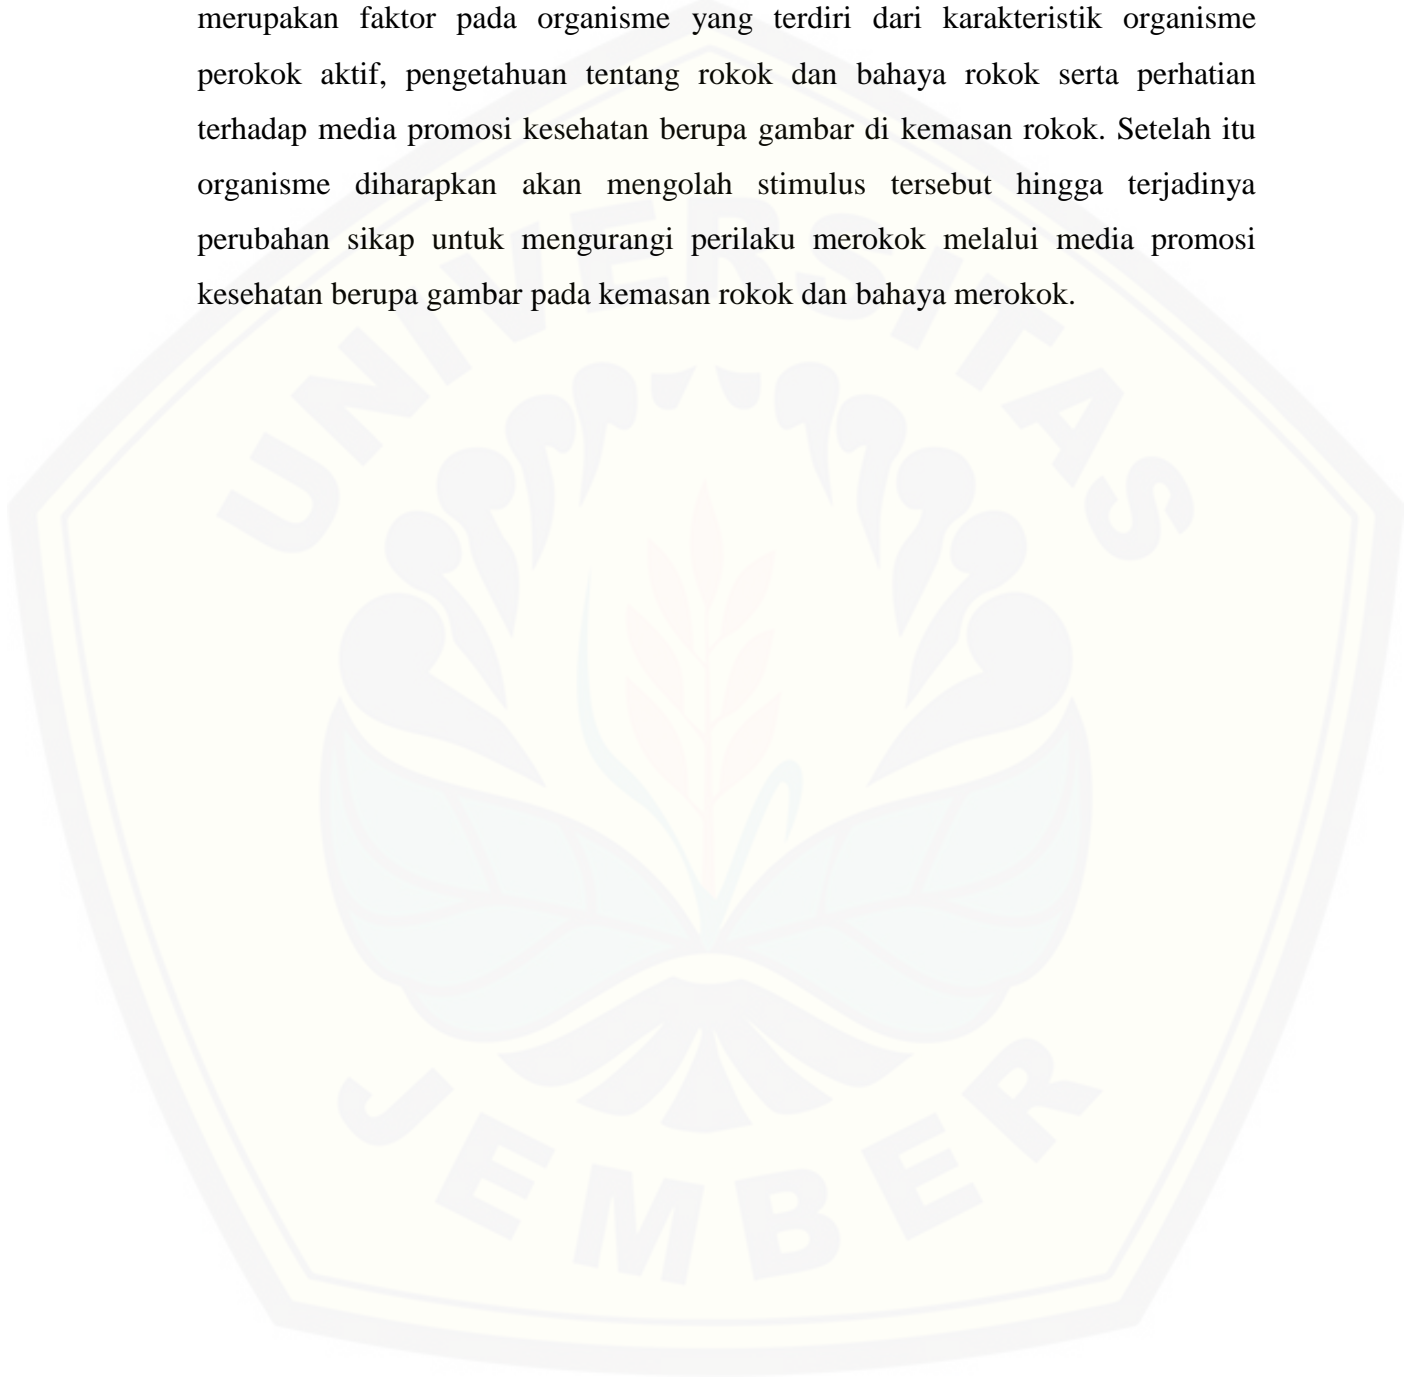 merupakan faktor pada organisme yang terdiri dari karakteristik organisme
perokok aktif, pengetahuan tentang rokok dan bahaya rokok serta perhatian
terhadap media promosi kesehatan berupa gambar di kemasan rokok. Setelah itu
organisme diharapkan akan mengolah stimulus tersebut hingga terjadinya
perubahan sikap untuk mengurangi perilaku merokok melalui media promosi
kesehatan berupa gambar pada kemasan rokok dan bahaya merokok.
UNIVERSITAS
JEMBER